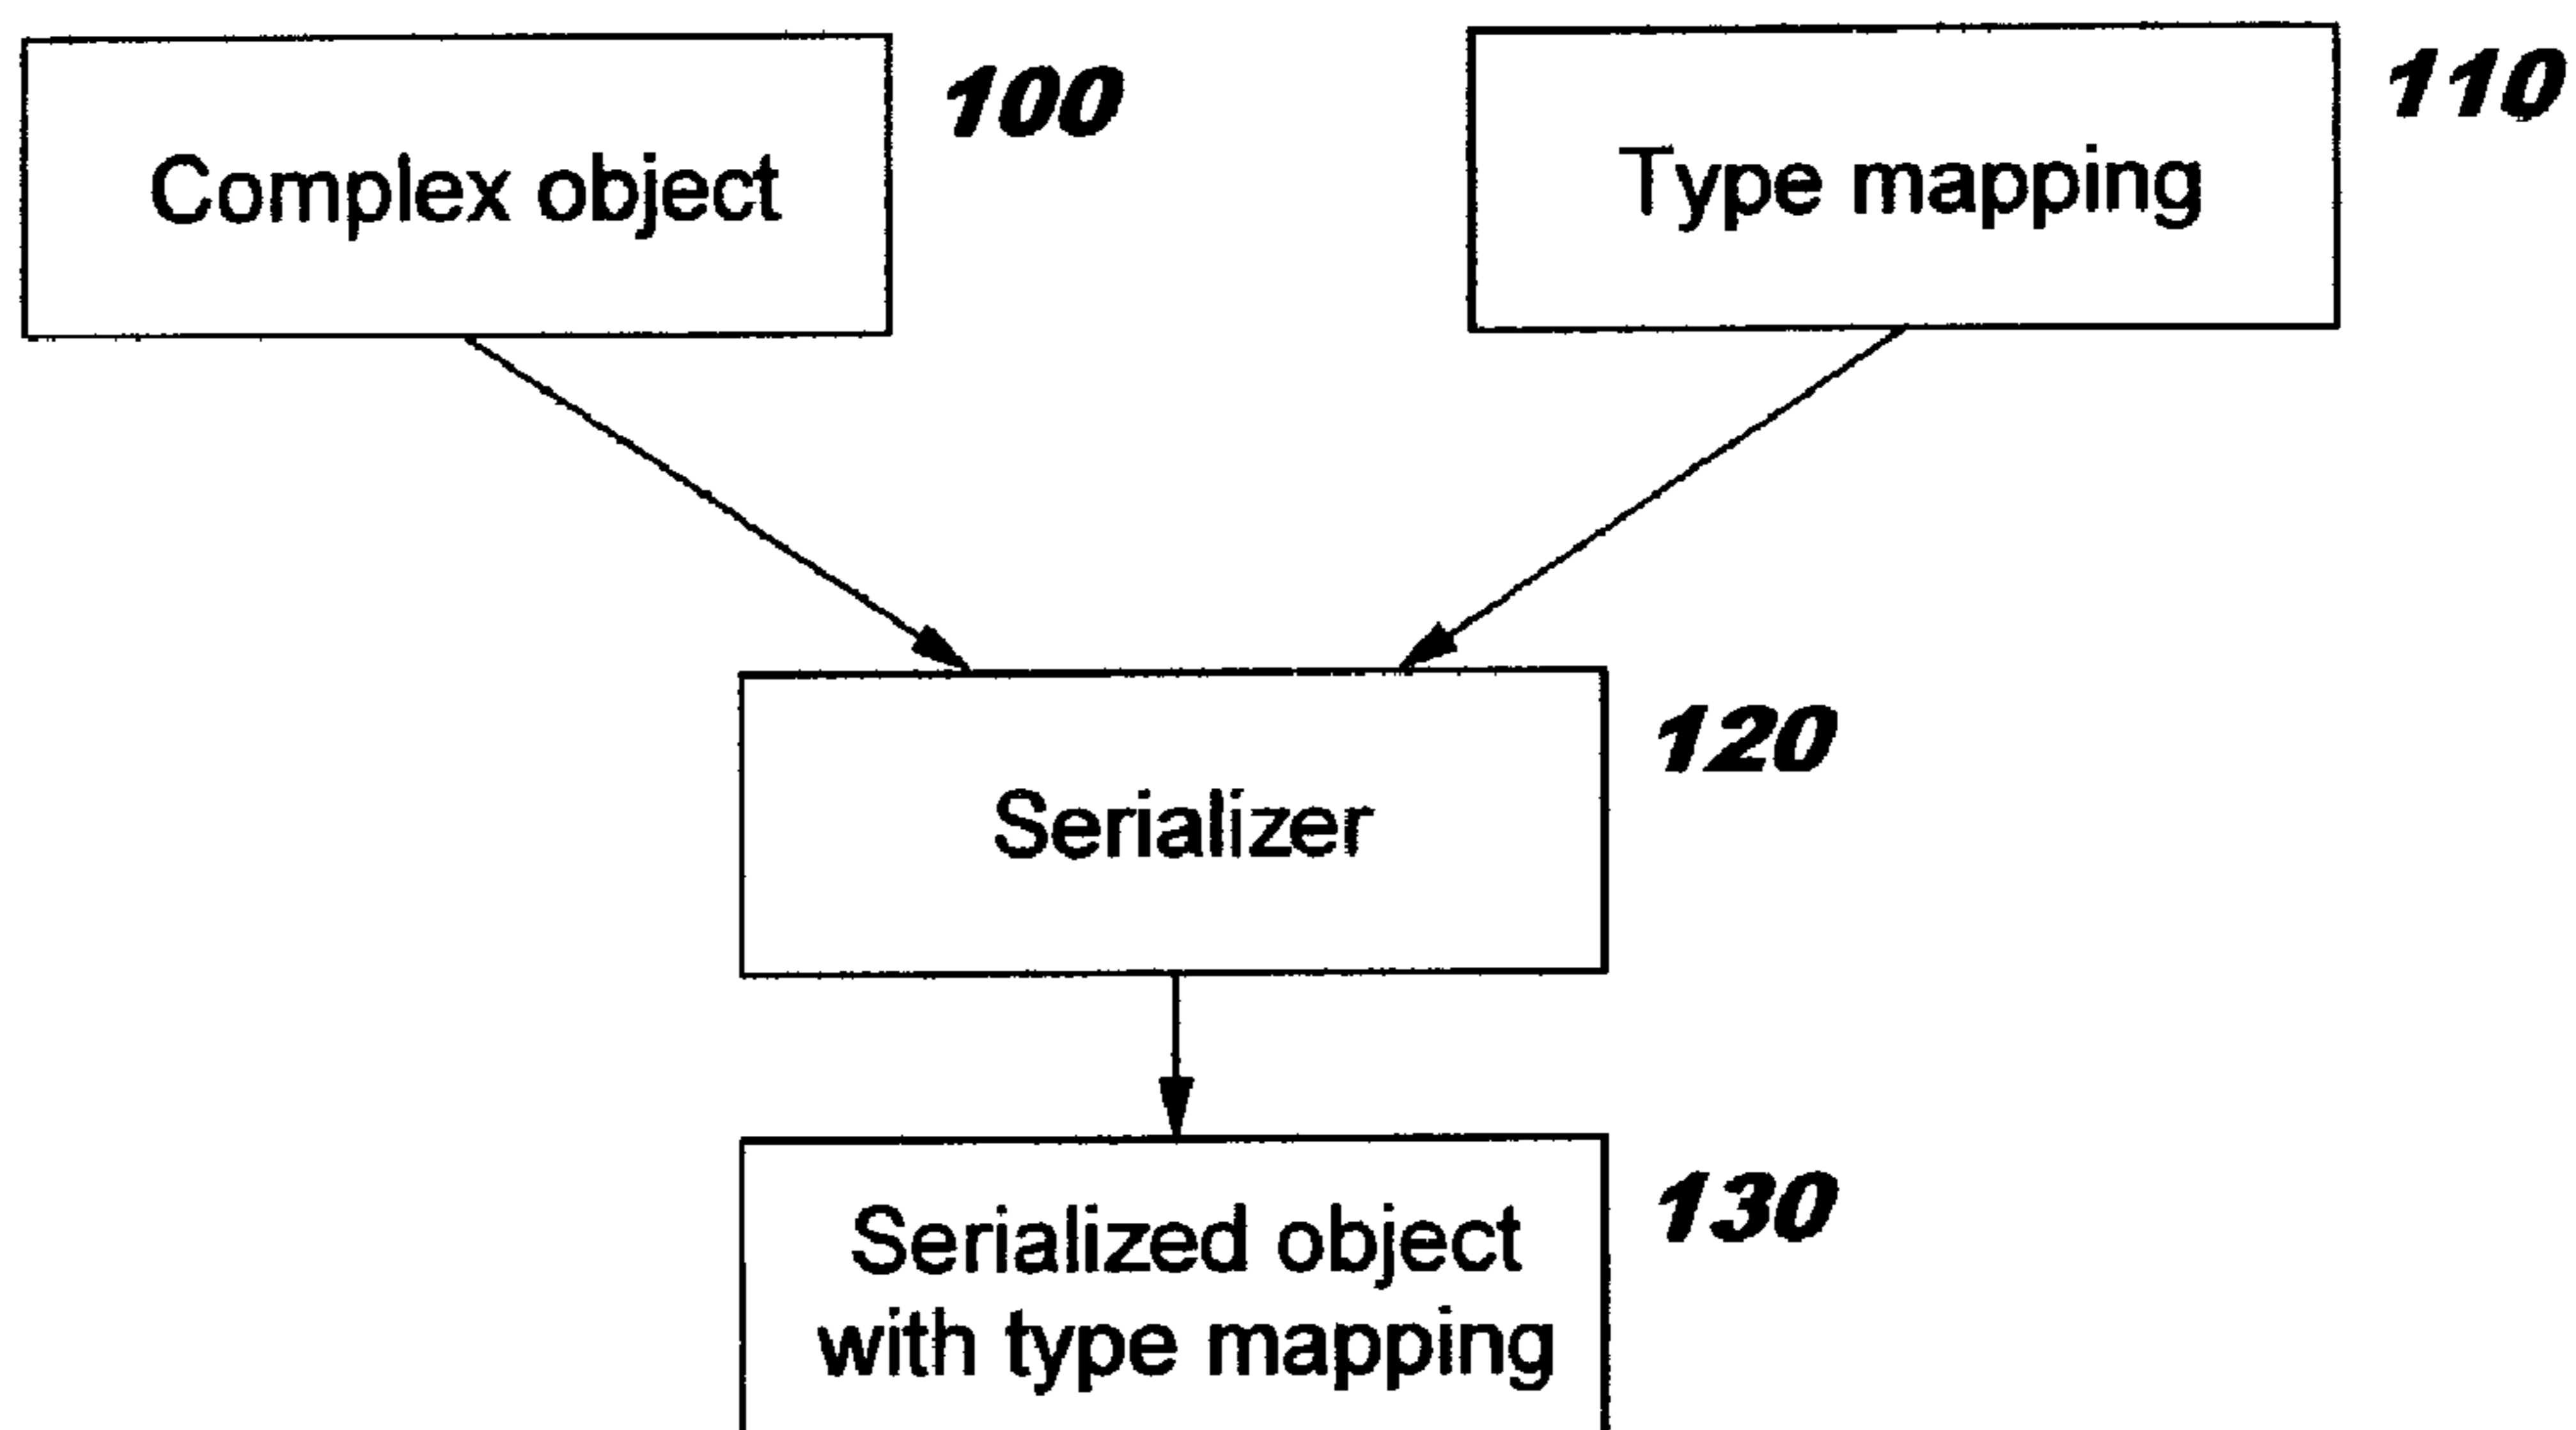 100
110
Complex object
Type mapping
120
Serializer
130
Serialized object
with type mapping